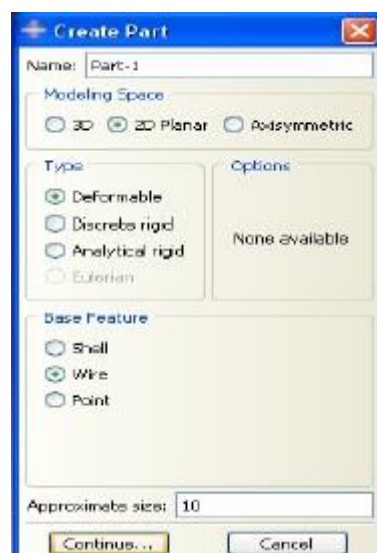 Create Part
Name: Part-1
Modeling Space
3D 2D Planar Axisymmetric
Type
Deformable
Discrete rigid
Analytical rigid
Eulerian
Options
None available
Base Feature
Shell
Wire
Point
Approximate size: 10
Continue... Cancel